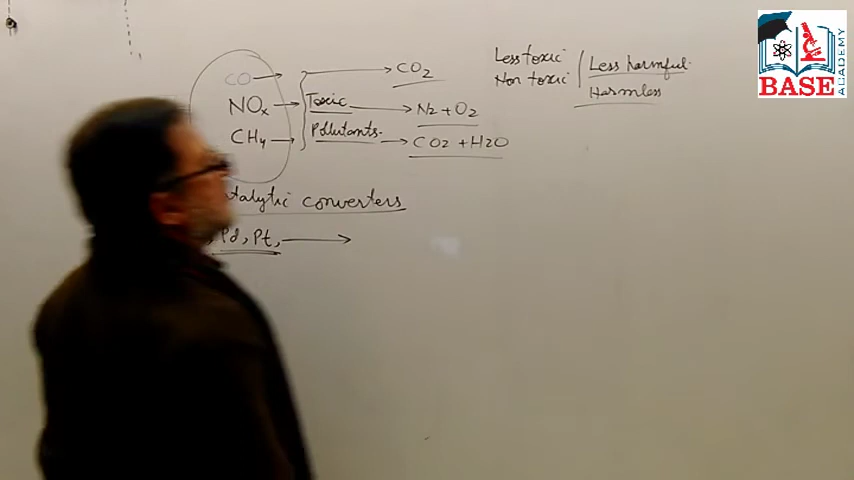 CO → → CO2
NOx → Toxic → N2 + O2
CH4 → Pollutants. → CO2 + H2O
Less toxic
Non toxic
Less harmful.
Harmless
converters
Pd, Pt, →
BASE
ACADEMY